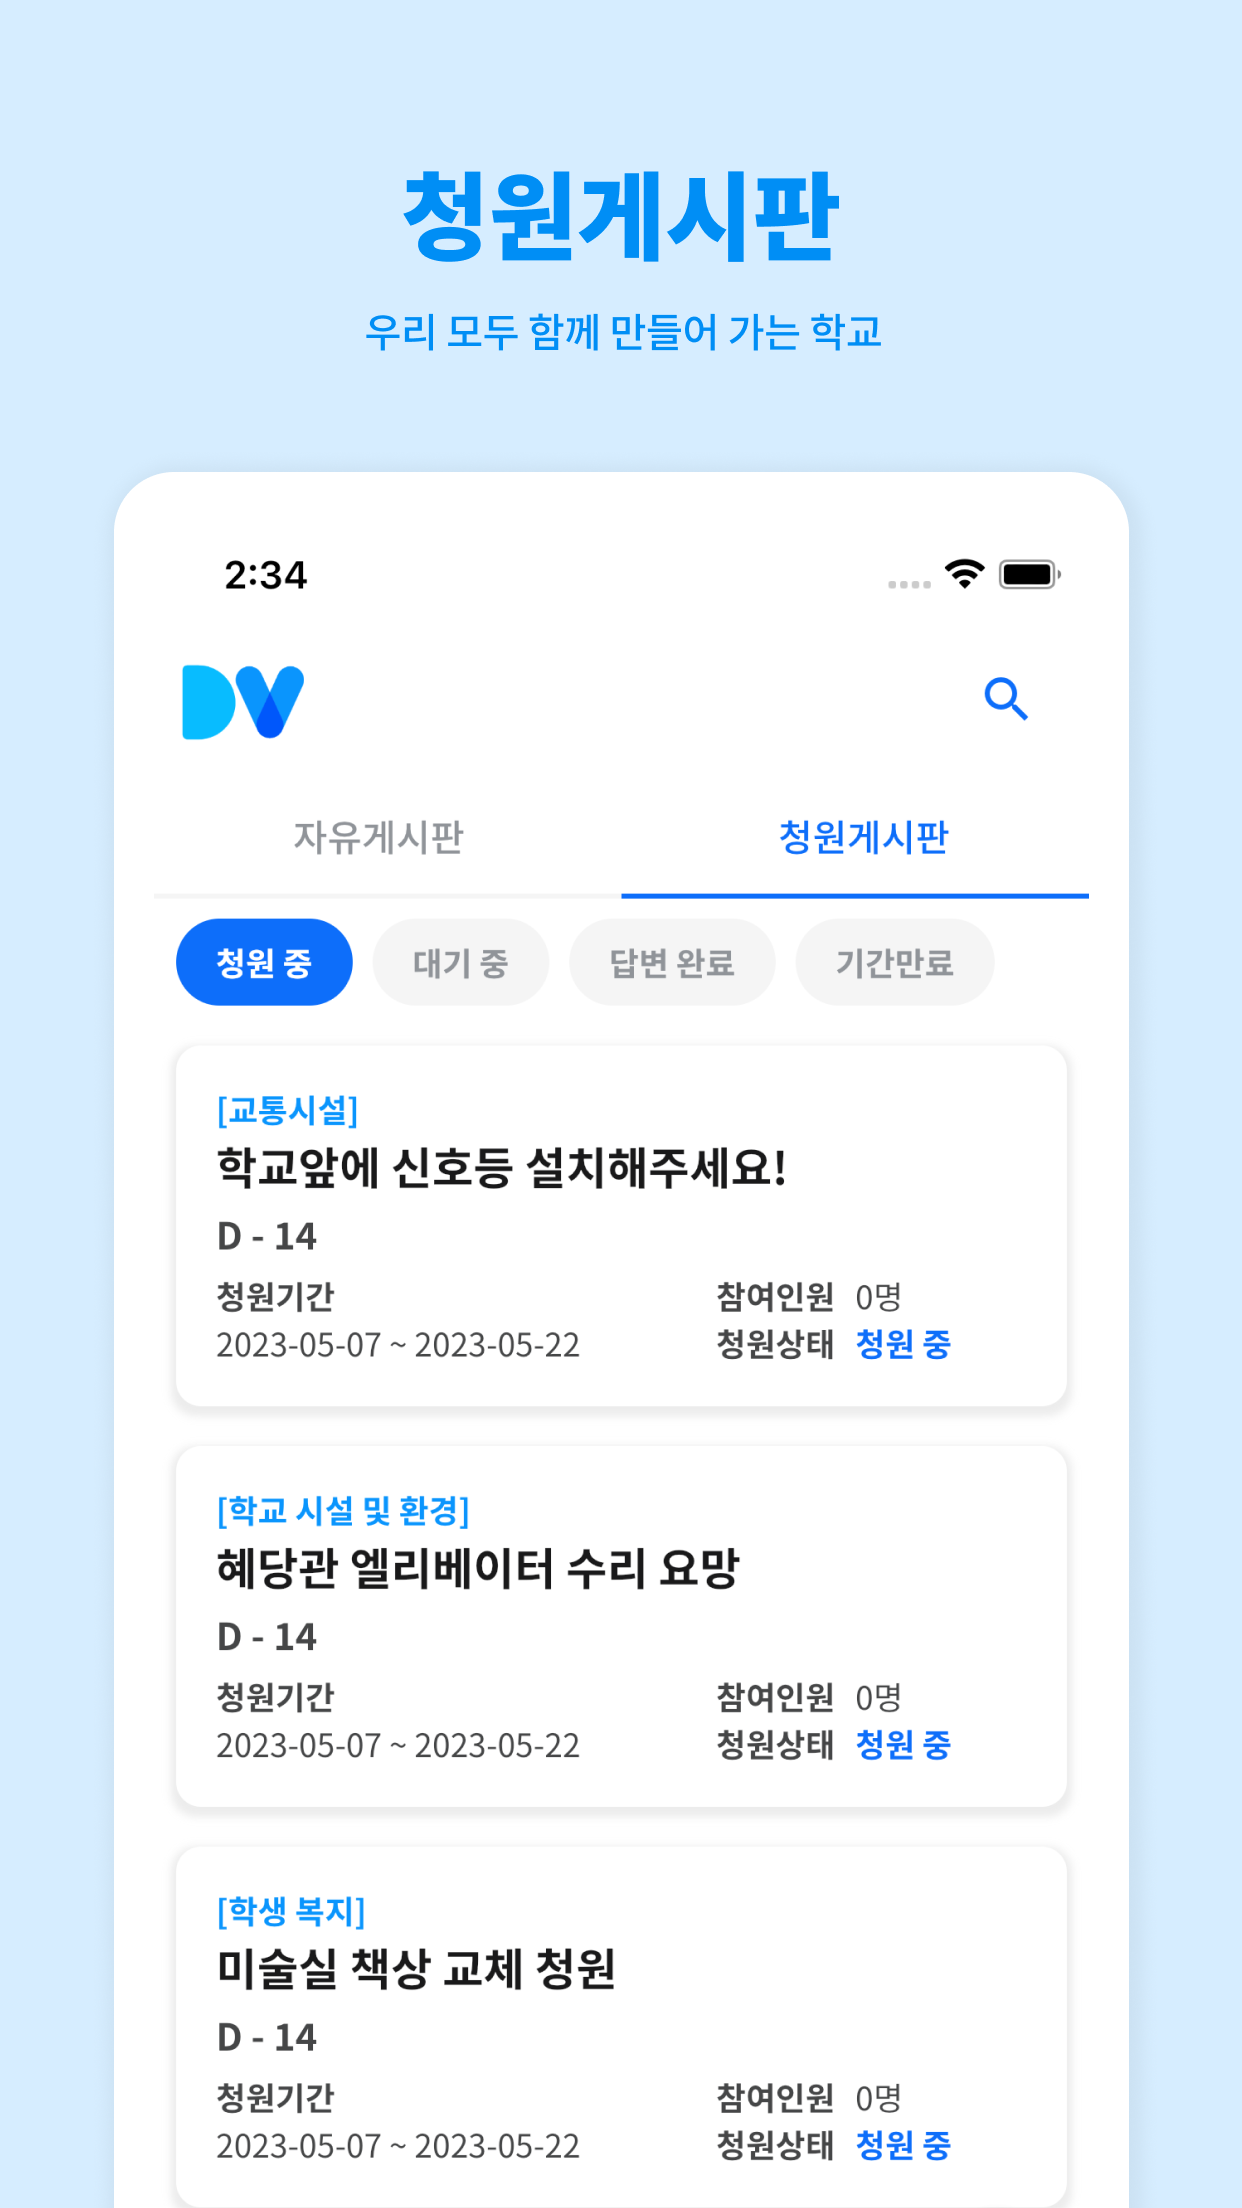 청원게시판
우리 모두 함께 만들어 가는 학교
2:34
DV
자유게시판 청원게시판
청원 중 대기 중 답변 완료 기간만료
[교통시설]
학교앞에 신호등 설치해주세요!
D - 14
청원기간 참여인원 0명
2023-05-07 ~ 2023-05-22 청원상태 청원 중
[학교 시설 및 환경]
혜당관 엘리베이터 수리 요망
D - 14
청원기간 참여인원 0명
2023-05-07 ~ 2023-05-22 청원상태 청원 중
[학생 복지]
미술실 책상 교체 청원
D - 14
청원기간 참여인원 0명
2023-05-07 ~ 2023-05-22 청원상태 청원 중